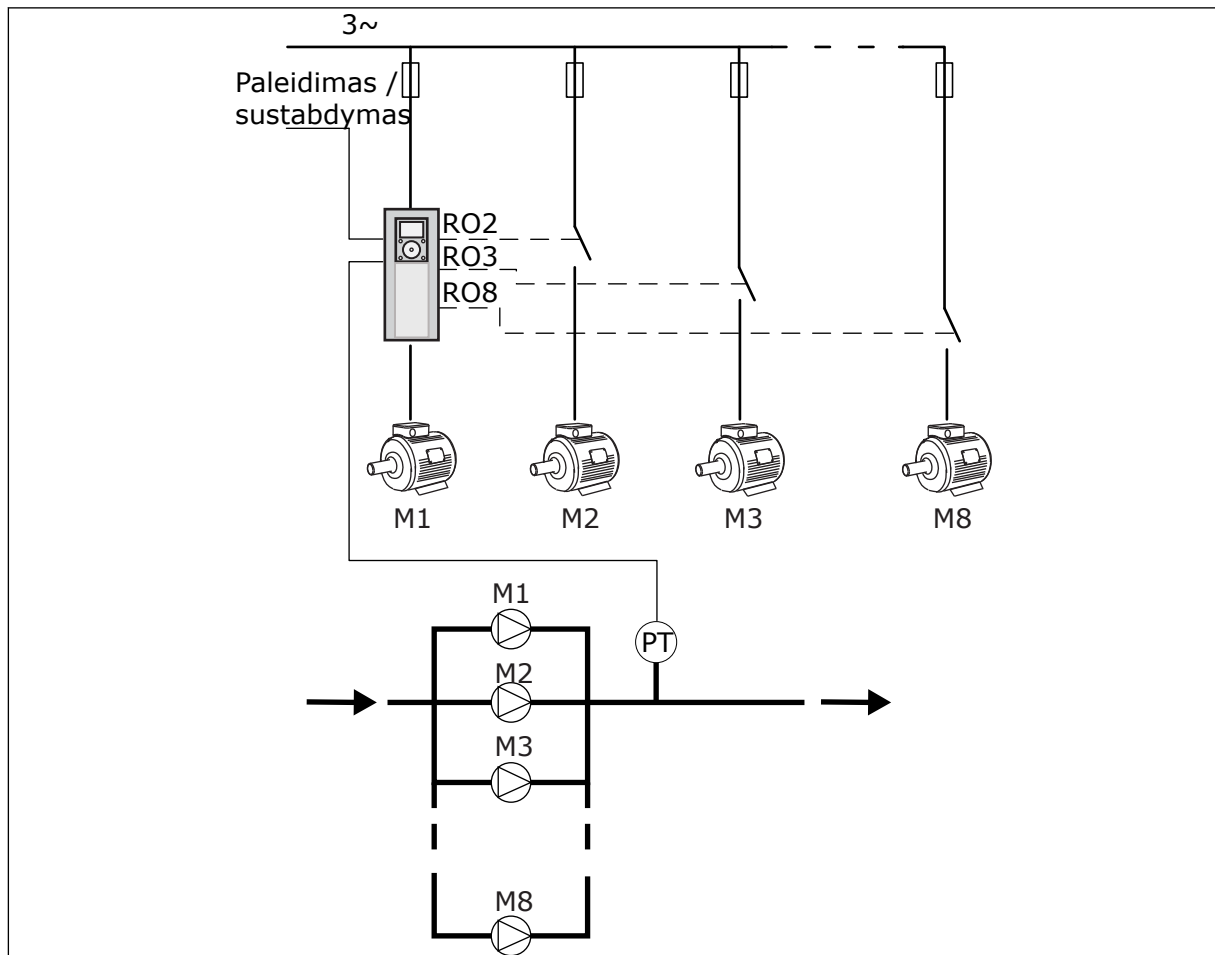 3~
Paleidimas /
sustabdymas
RO2
RO3
RO8
M1
M2
M3
M8
M1
PT
M2
M3
M8